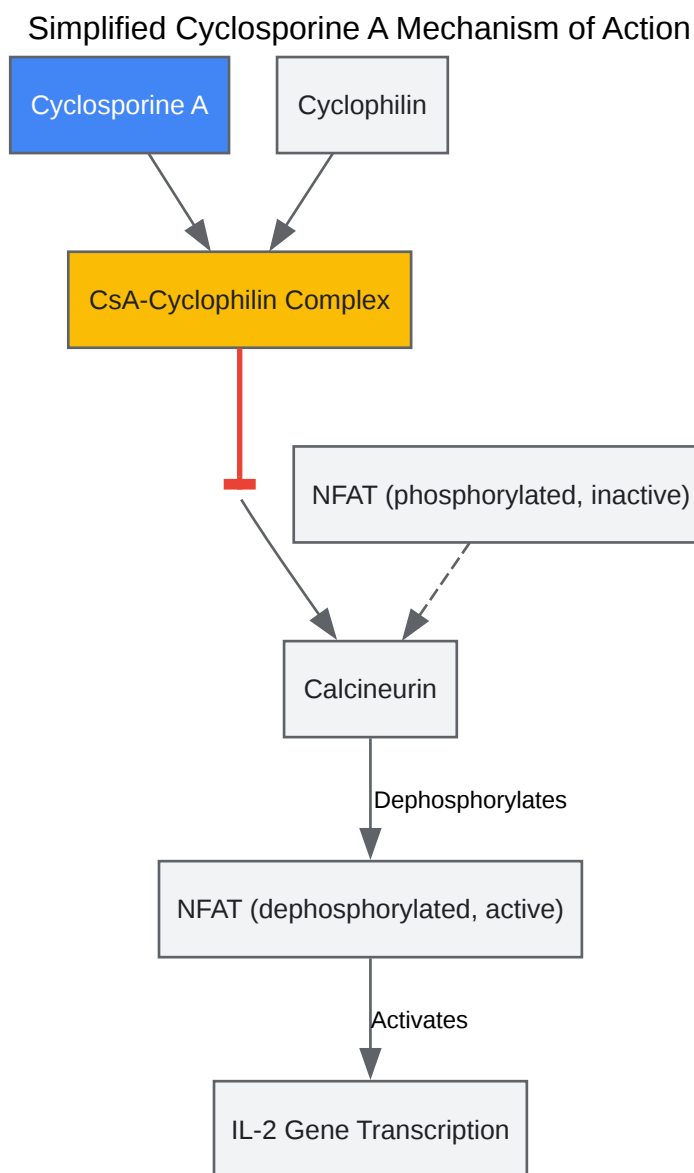 Simplified Cyclosporine A Mechanism of Action
Cyclosporine A
Cyclophilin
CsA-Cyclophilin Complex
NFAT (phosphorylated, inactive)
Calcineurin
Dephosphorylates
NFAT (dephosphorylated, active)
Activates
IL-2 Gene Transcription